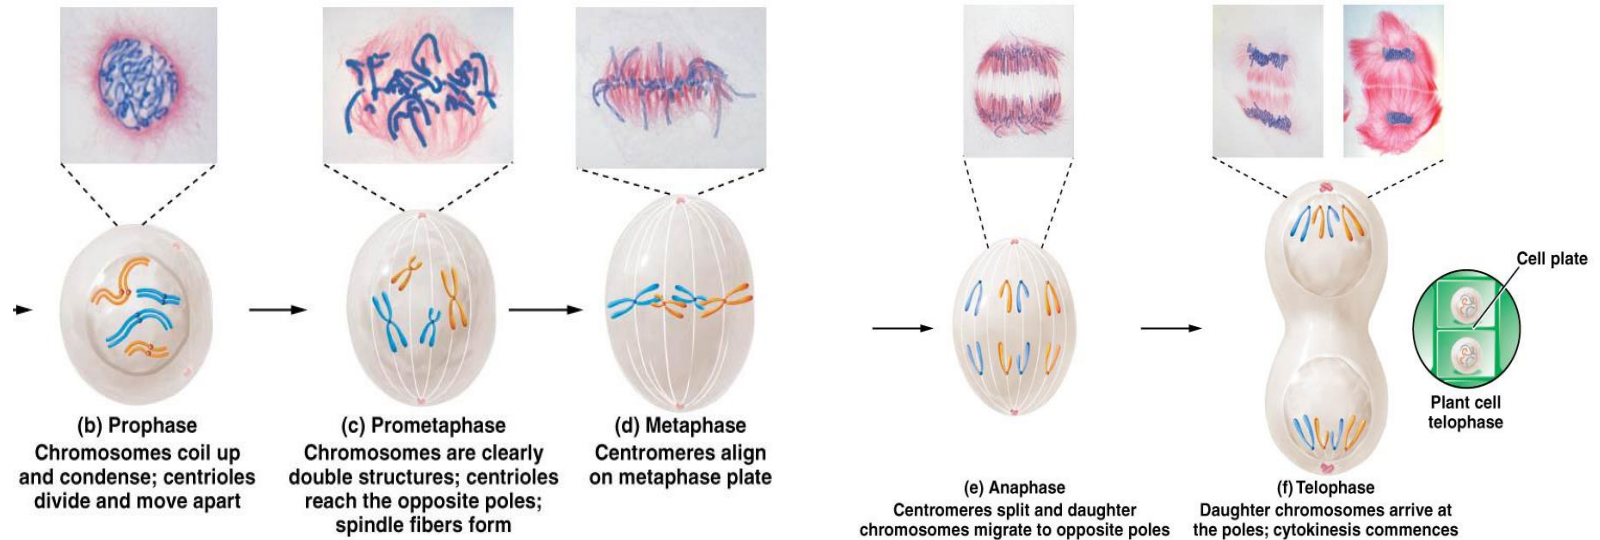 (b) Prophase
Chromosomes coil up
and condense; centrioles
divide and move apart
(c) Prometaphase
Chromosomes are clearly
double structures; centrioles
reach the opposite poles;
spindle fibers form
(d) Metaphase
Centromeres align
on metaphase plate
(e) Anaphase
Centromeres split and daughter
chromosomes migrate to opposite poles
(f) Telophase
Daughter chromosomes arrive at
the poles; cytokinesis commences
Cell plate
Plant cell
telophase